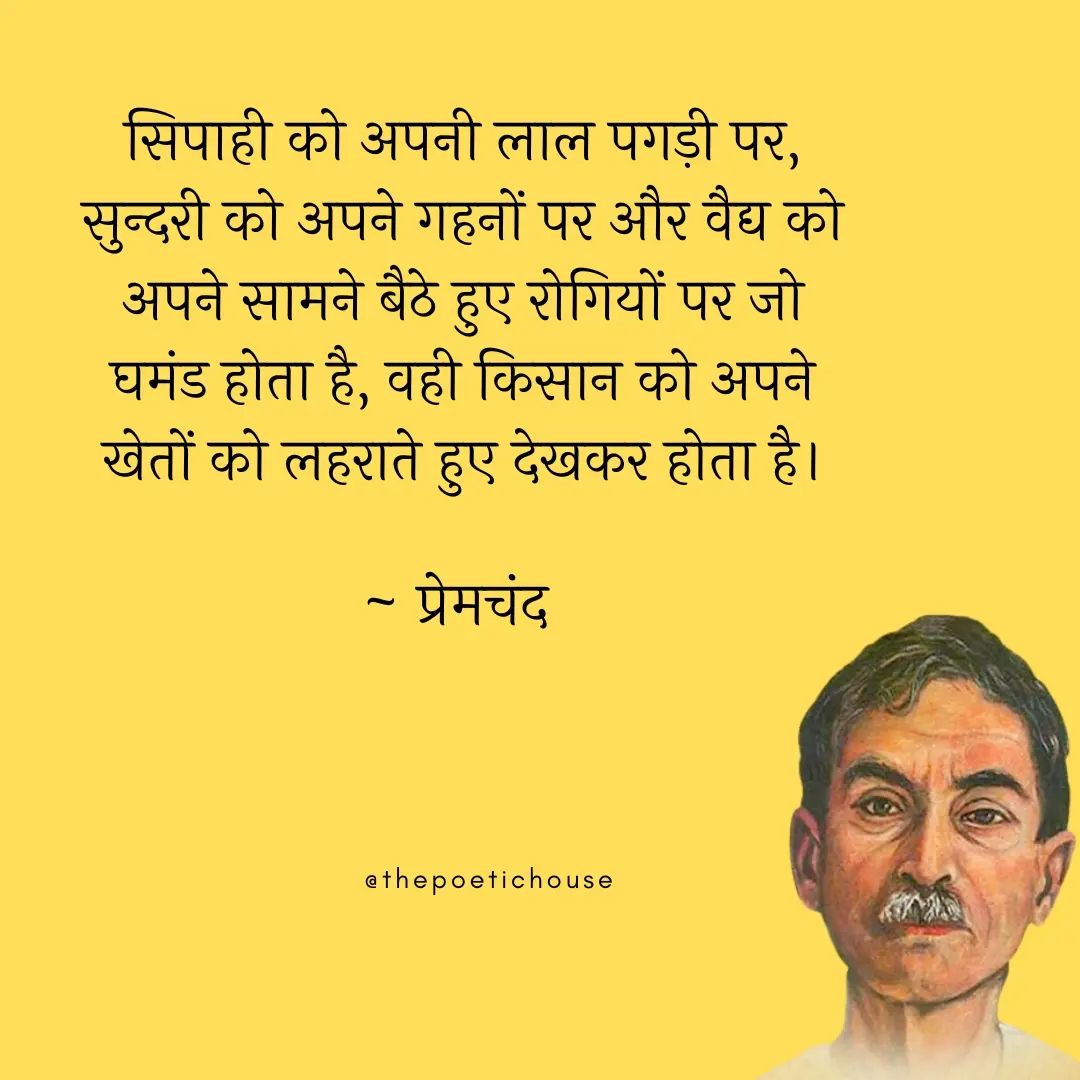 सिपाही को अपनी लाल पगड़ी पर,
सुन्दरी को अपने गहनों पर और वैद्य को
अपने सामने बैठे हुए रोगियों पर जो
घमंड होता है, वही किसान को अपने
खेतों को लहराते हुए देखकर होता है।
~ प्रेमचंद
@thepoetichouse